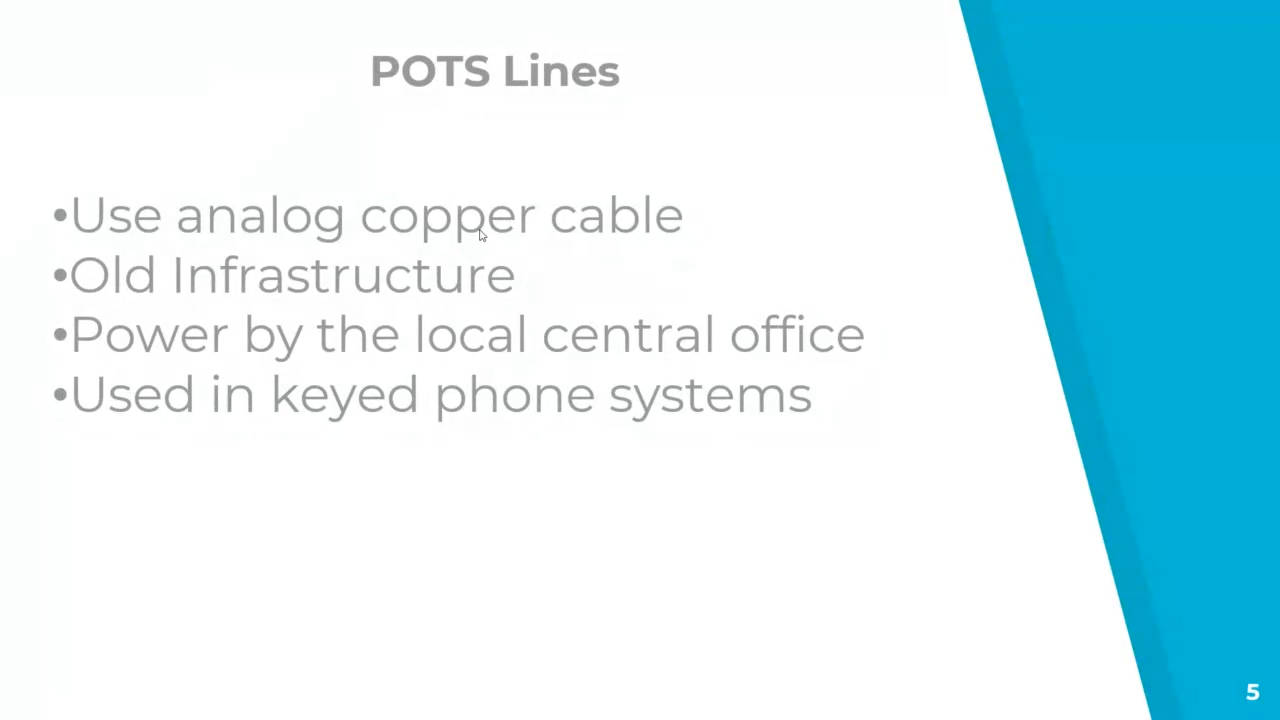 POTS Lines
•Use analog copper cable
•Old Infrastructure
•Power by the local central office
•Used in keyed phone systems
5